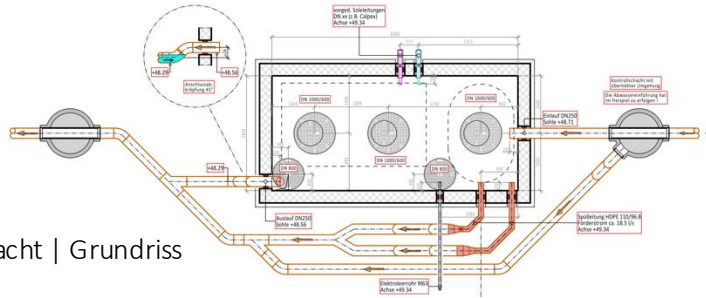 vorged. Soleleitungen
DN xx (z.B. Calpex)
Achse +49.34
+48.29
+48.56
Anschlussab.
kröpfung 45°
DN 1000/600
DN 1000/600
DN 1000/600
Kontrollschacht mit
überhöhter Umgebung
Die Abwassereinführung hat
im Freispiel zu erfolgen !
Einlauf DN250
Sohle +48.71
+48.29
DN 800
DN 800
Auslauf DN250
Sohle +48.56
Spülleitung HDPE 110/96.8
Förderstrom ca. 18.5 l/s
Achse +49.34
acht | Grundriss
Elektroleerrohr M63
Achse +49.34